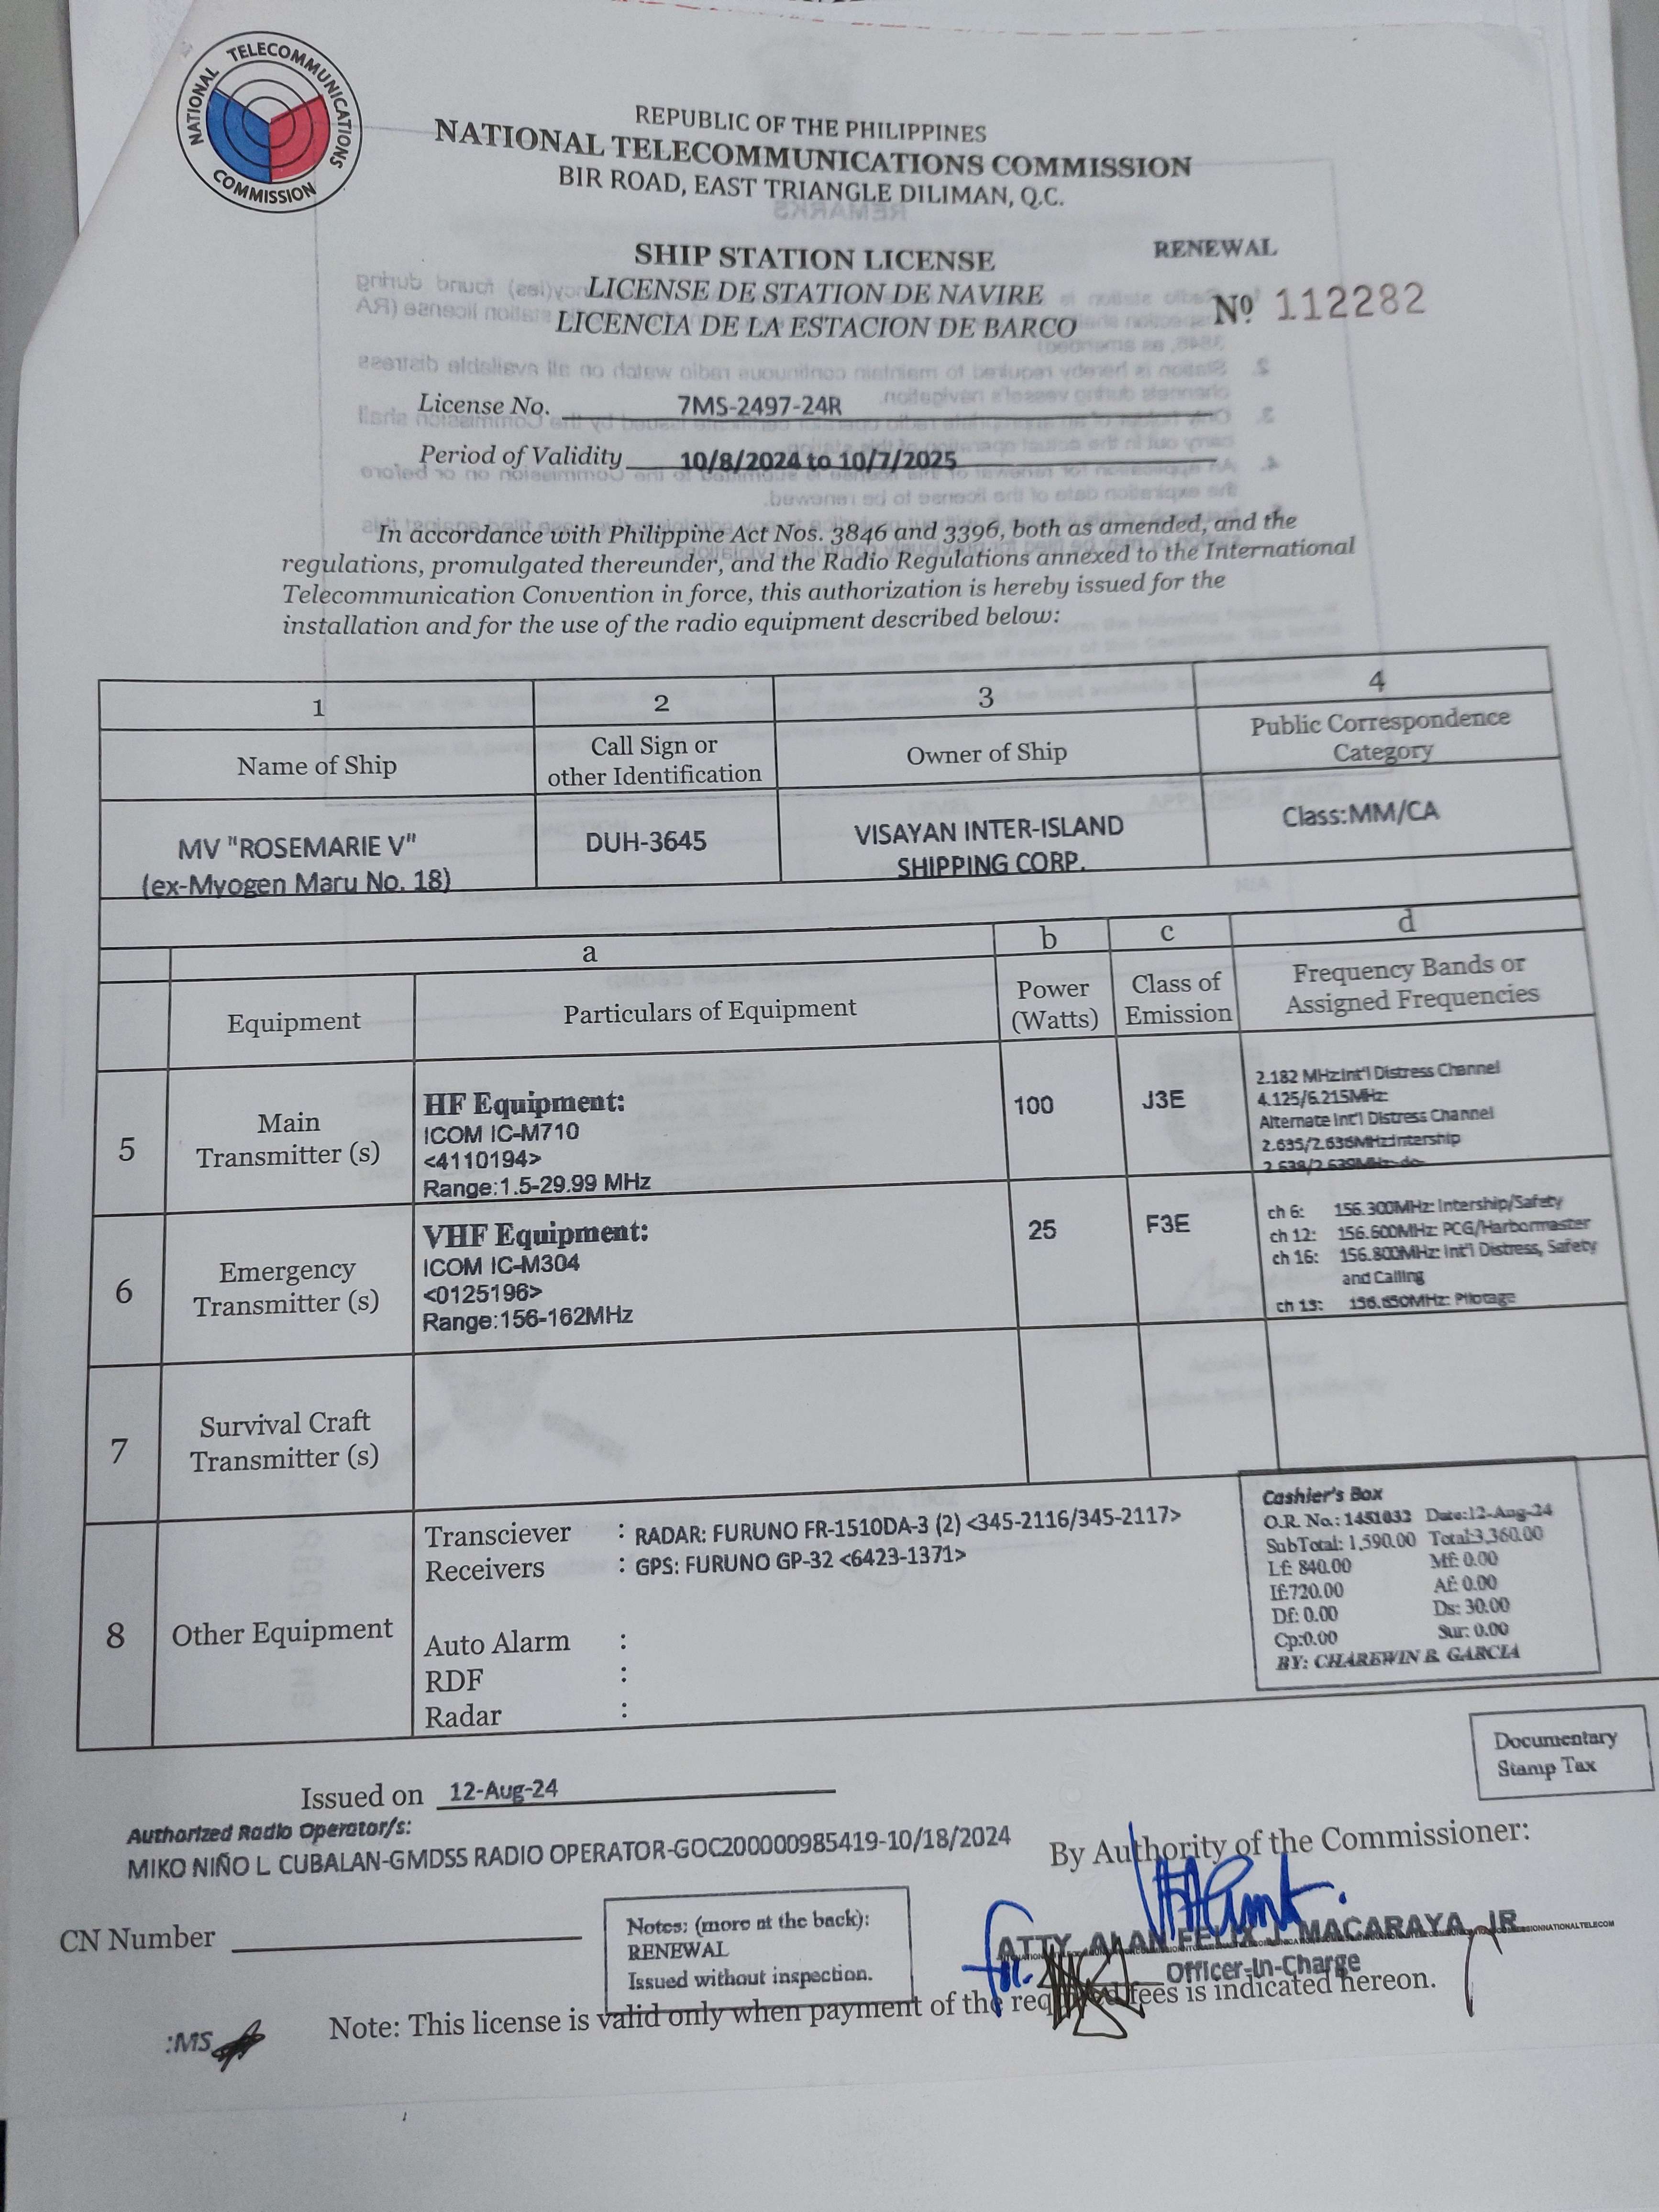 NATIONAL TELECOMMUNICATIONS COMMISSION
REPUBLIC OF THE PHILIPPINES
NATIONAL TELECOMMUNICATIONS COMMISSION
BIR ROAD, EAST TRIANGLE DILIMAN, Q.C.
SHIP STATION LICENSE
RENEWAL
LICENSE DE STATION DE NAVIRE
LICENCIA DE LA ESTACION DE BARCO
Nº 112282
License No. 7MS-2497-24R
Period of Validity 10/8/2024 to 10/7/2025
In accordance with Philippine Act Nos. 3846 and 3396, both as amended, and the
regulations, promulgated thereunder, and the Radio Regulations annexed to the International
Telecommunication Convention in force, this authorization is hereby issued for the
installation and for the use of the radio equipment described below:
1 2 3 4
Name of Ship
Call Sign or
other Identification
Owner of Ship
Public Correspondence
Category
MV "ROSEMARIE V"
(ex-Myogen Maru No. 18)
DUH-3645
VISAYAN INTER-ISLAND
SHIPPING CORP.
Class:MM/CA
a b c d
Equipment
Particulars of Equipment
Power
(Watts)
Class of
Emission
Frequency Bands or
Assigned Frequencies
5
Main
Transmitter (s)
HF Equipment:
ICOM IC-M710
<4110194>
Range:1.5-29.99 MHz
100
J3E
2.182 MHz:Int'l Distress Channel
4.125/6.215MHz:
Alternate Int'l Distress Channel
2.635/2.636MHz:Intership
2.638/2.639MHz:-do-
6
Emergency
Transmitter (s)
VHF Equipment:
ICOM IC-M304
<0125196>
Range:156-162MHz
25
F3E
ch 6: 156.300MHz: Intership/Safety
ch 12: 156.600MHz: PCG/Harbormaster
ch 16: 156.800MHz: Int'l Distress, Safety
and Calling
ch 13: 156.650MHz: Pilotage
7
Survival Craft
Transmitter (s)
8
Other Equipment
Transciever : RADAR: FURUNO FR-1510DA-3 (2) <345-2116/345-2117>
Receivers : GPS: FURUNO GP-32 <6423-1371>
Auto Alarm :
RDF :
Radar :
Cashier's Box
O.R. No.: 1451032 Date:12-Aug-24
SubTotal: 1,590.00 Total:3,360.00
Lf: 840.00 Mf: 0.00
If:720.00 Af: 0.00
Df: 0.00 Ds: 30.00
Cp:0.00 Sur: 0.00
BY: CHAREWIN B. GARCIA
Documentary
Stamp Tax
Issued on 12-Aug-24
Authorized Radio Operator/s:
MIKO NIÑO L. CUBALAN-GMDSS RADIO OPERATOR-GOC200000985419-10/18/2024
By Authority of the Commissioner:
CN Number
Notes: (more at the back):
RENEWAL
Issued without inspection.
for.
ATTY. ALAN FELIX J. MACARAYA, JR.
Officer-In-Charge
Note: This license is valid only when payment of the required fees is indicated hereon.
:MS